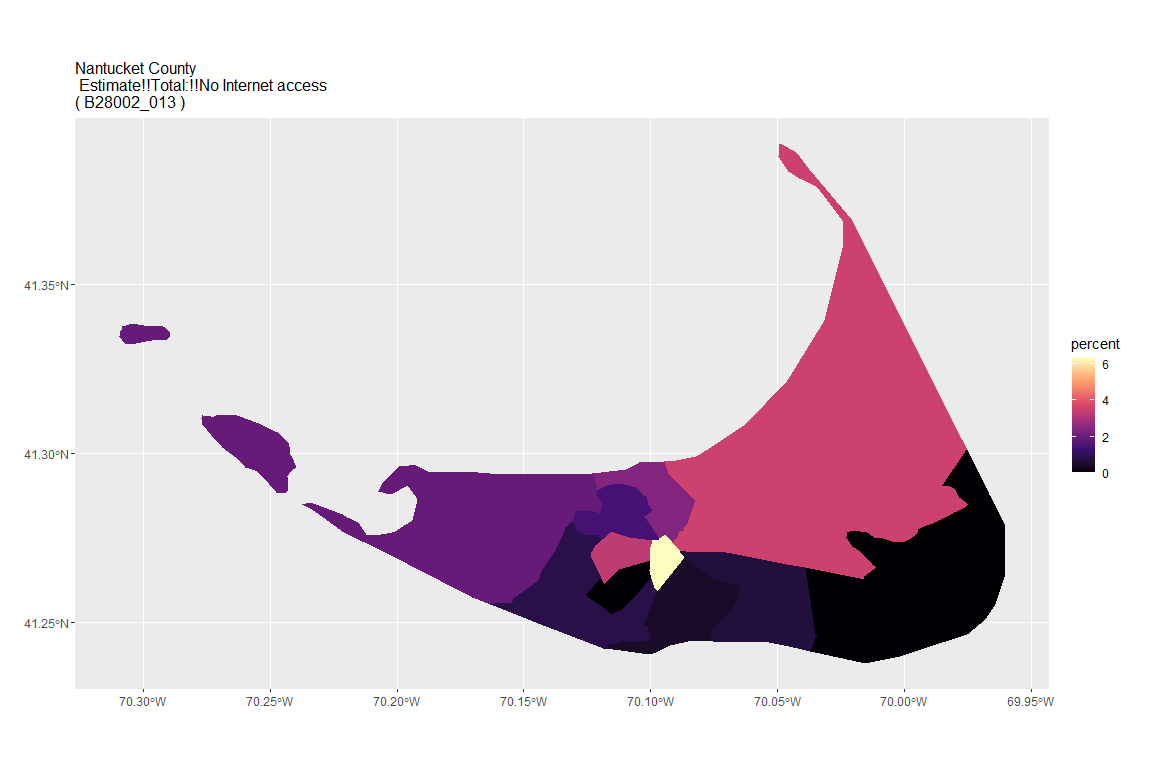 Nantucket County
Estimate!!Total:!!No Internet access
( B28002_013 )
41.35°N
41.30°N
41.25°N
70.30°W
70.25°W
70.20°W
70.15°W
70.10°W
70.05°W
70.00°W
69.95°W
percent
6
4
2
0